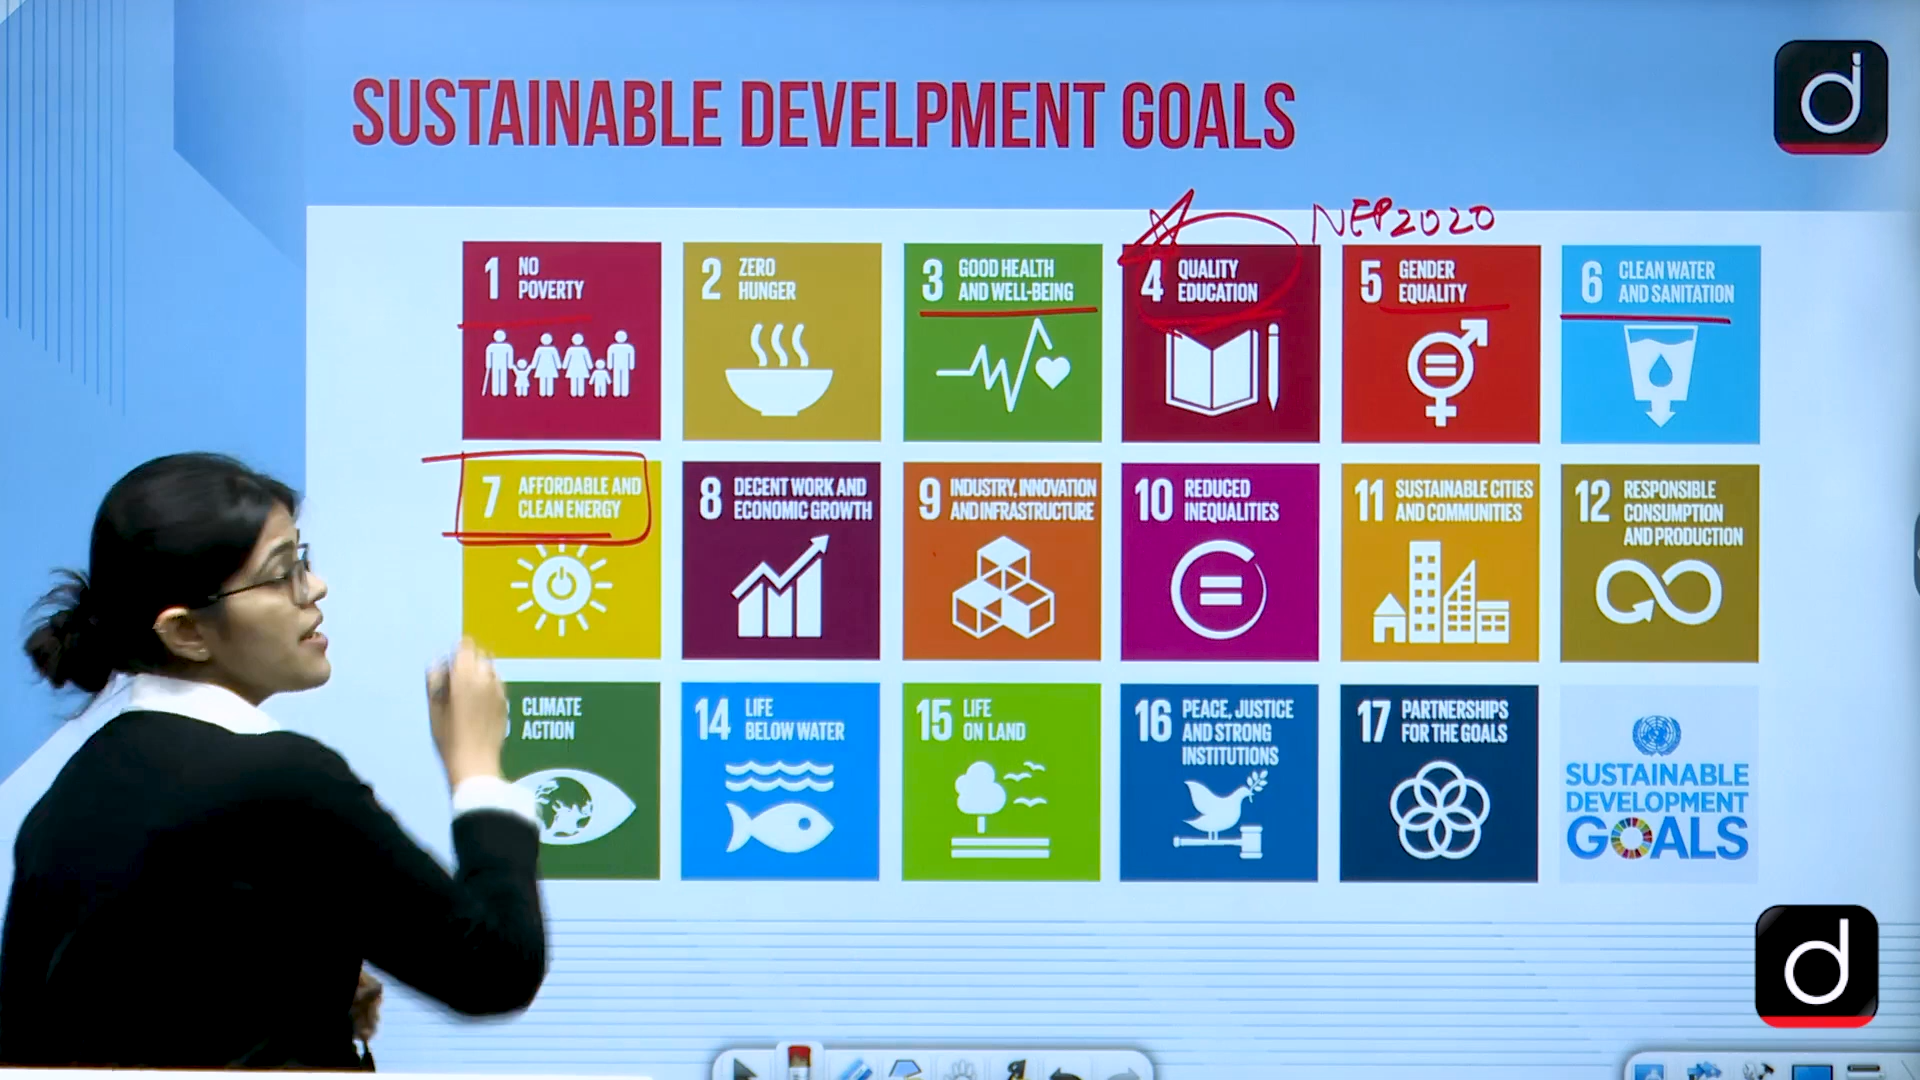 SUSTAINABLE DEVELPMENT GOALS
NEP2020
1 NO
POVERTY
2 ZERO
HUNGER
3 GOOD HEALTH
AND WELL-BEING
4 QUALITY
EDUCATION
5 GENDER
EQUALITY
6 CLEAN WATER
AND SANITATION
7 AFFORDABLE AND
CLEAN ENERGY
8 DECENT WORK AND
ECONOMIC GROWTH
9 INDUSTRY, INNOVATION
AND INFRASTRUCTURE
10 REDUCED
INEQUALITIES
11 SUSTAINABLE CITIES
AND COMMUNITIES
12 RESPONSIBLE
CONSUMPTION
AND PRODUCTION
CLIMATE
ACTION
14 LIFE
BELOW WATER
15 LIFE
ON LAND
16 PEACE, JUSTICE
AND STRONG
INSTITUTIONS
17 PARTNERSHIPS
FOR THE GOALS
SUSTAINABLE
DEVELOPMENT
GOALS
d
d